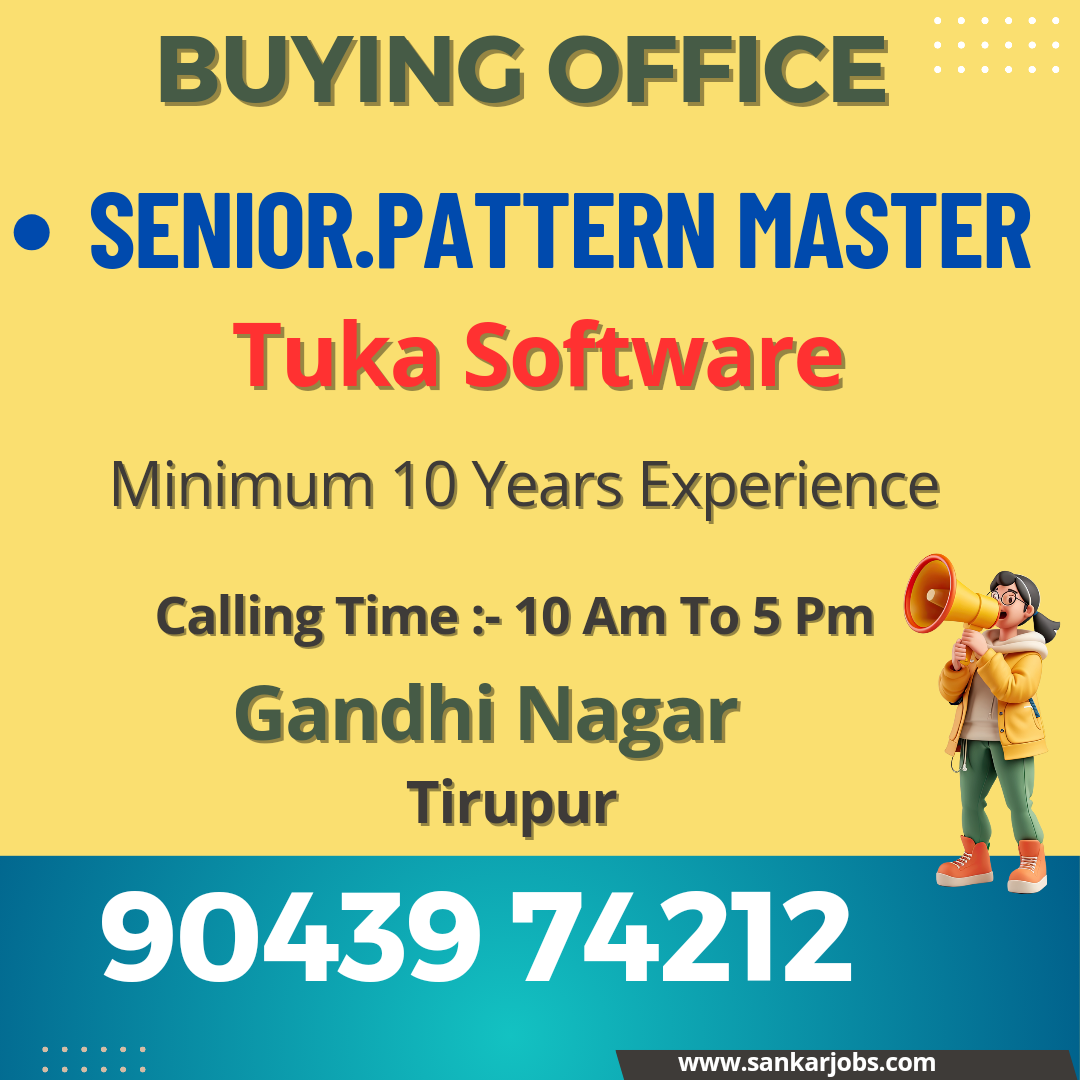 BUYING OFFICE
• SENIOR.PATTERN MASTER
Tuka Software
Minimum 10 Years Experience
Calling Time :- 10 Am To 5 Pm
Gandhi Nagar
Tirupur
90439 74212
www.sankarjobs.com